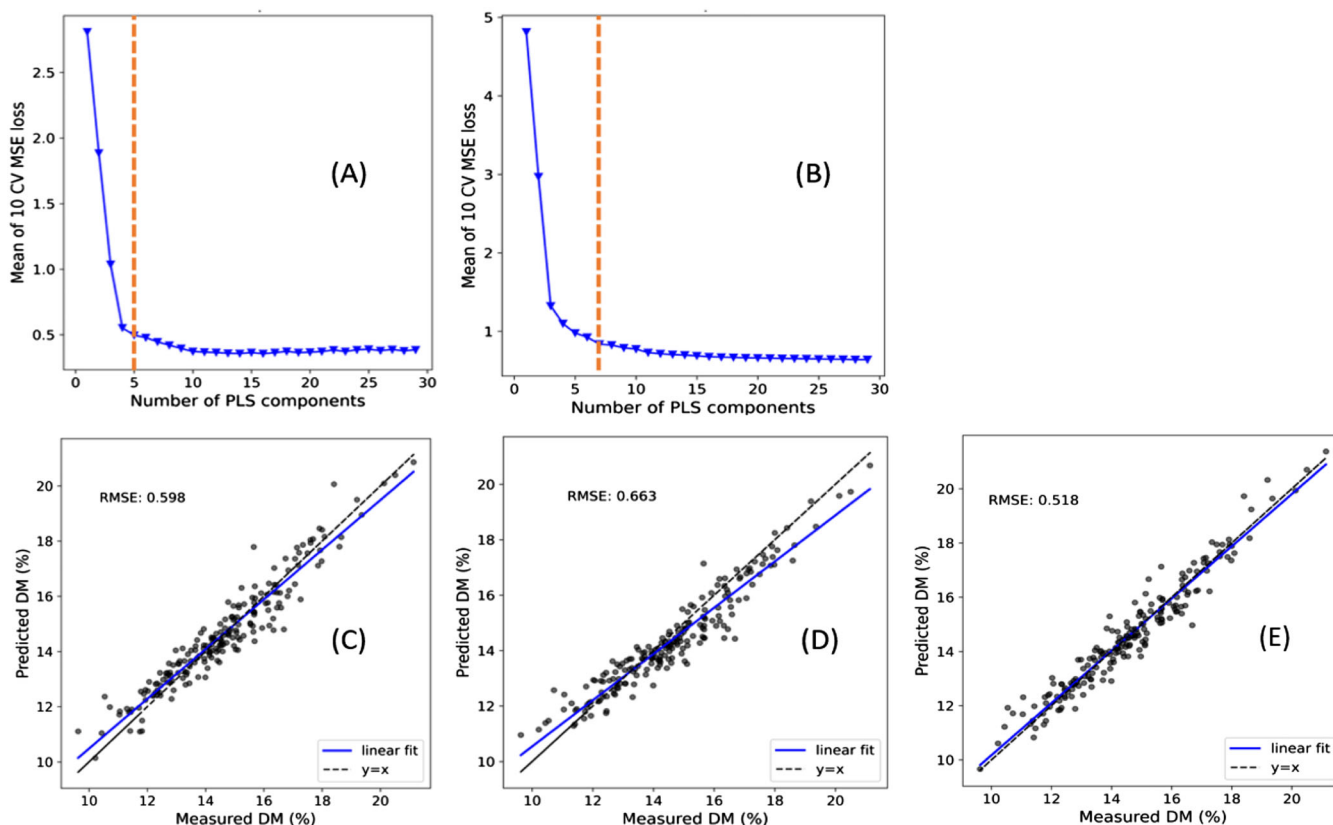 2.5
2.0
1.5
1.0
0.5
Mean of 10 CV MSE loss
(A)
0 5 10 15 20 25 30
Number of PLS components
5
4
3
2
1
Mean of 10 CV MSE loss
(B)
0 5 10 15 20 25 30
Number of PLS components
20
18
16
14
12
10
Predicted DM (%)
RMSE: 0.598
(C)
linear fit
y=x
10 12 14 16 18 20
Measured DM (%)
20
18
16
14
12
10
Predicted DM (%)
RMSE: 0.663
(D)
linear fit
y=x
10 12 14 16 18 20
Measured DM (%)
20
18
16
14
12
10
Predicted DM (%)
RMSE: 0.518
(E)
linear fit
y=x
10 12 14 16 18 20
Measured DM (%)